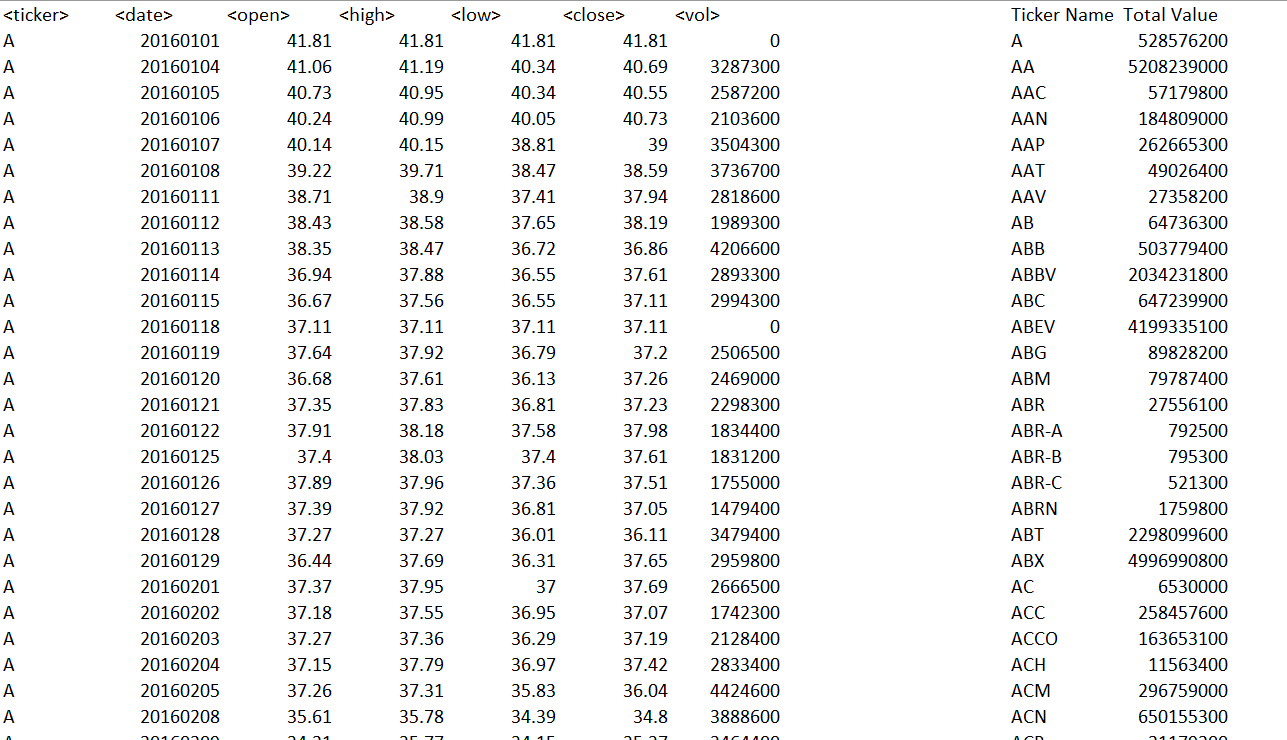 <ticker> <date> <open> <high> <low> <close> <vol> Ticker Name Total Value
A 20160101 41.81 41.81 41.81 41.81 0 A 528576200
A 20160104 41.06 41.19 40.34 40.69 3287300 AA 5208239000
A 20160105 40.73 40.95 40.34 40.55 2587200 AAC 57179800
A 20160106 40.24 40.99 40.05 40.73 2103600 AAN 184809000
A 20160107 40.14 40.15 38.81 39 3504300 AAP 262665300
A 20160108 39.22 39.71 38.47 38.59 3736700 AAT 49026400
A 20160111 38.71 38.9 37.41 37.94 2818600 AAV 27358200
A 20160112 38.43 38.58 37.65 38.19 1989300 AB 64736300
A 20160113 38.35 38.47 36.72 36.86 4206600 ABB 503779400
A 20160114 36.94 37.88 36.55 37.61 2893300 ABBV 2034231800
A 20160115 36.67 37.56 36.55 37.11 2994300 ABC 647239900
A 20160118 37.11 37.11 37.11 37.11 0 ABEV 4199335100
A 20160119 37.64 37.92 36.79 37.2 2506500 ABG 89828200
A 20160120 36.68 37.61 36.13 37.26 2469000 ABM 79787400
A 20160121 37.35 37.83 36.81 37.23 2298300 ABR 27556100
A 20160122 37.91 38.18 37.58 37.98 1834400 ABR-A 792500
A 20160125 37.4 38.03 37.4 37.61 1831200 ABR-B 795300
A 20160126 37.89 37.96 37.36 37.51 1755000 ABR-C 521300
A 20160127 37.39 37.92 36.81 37.05 1479400 ABRN 1759800
A 20160128 37.27 37.27 36.01 36.11 3479400 ABT 2298099600
A 20160129 36.44 37.69 36.31 37.65 2959800 ABX 4996990800
A 20160201 37.37 37.95 37 37.69 2666500 AC 6530000
A 20160202 37.18 37.55 36.95 37.07 1742300 ACC 258457600
A 20160203 37.27 37.36 36.29 37.19 2128400 ACCO 163653100
A 20160204 37.15 37.79 36.97 37.42 2833400 ACH 11563400
A 20160205 37.26 37.31 35.83 36.04 4424600 ACM 296759000
A 20160208 35.61 35.78 34.39 34.8 3888600 ACN 650155300